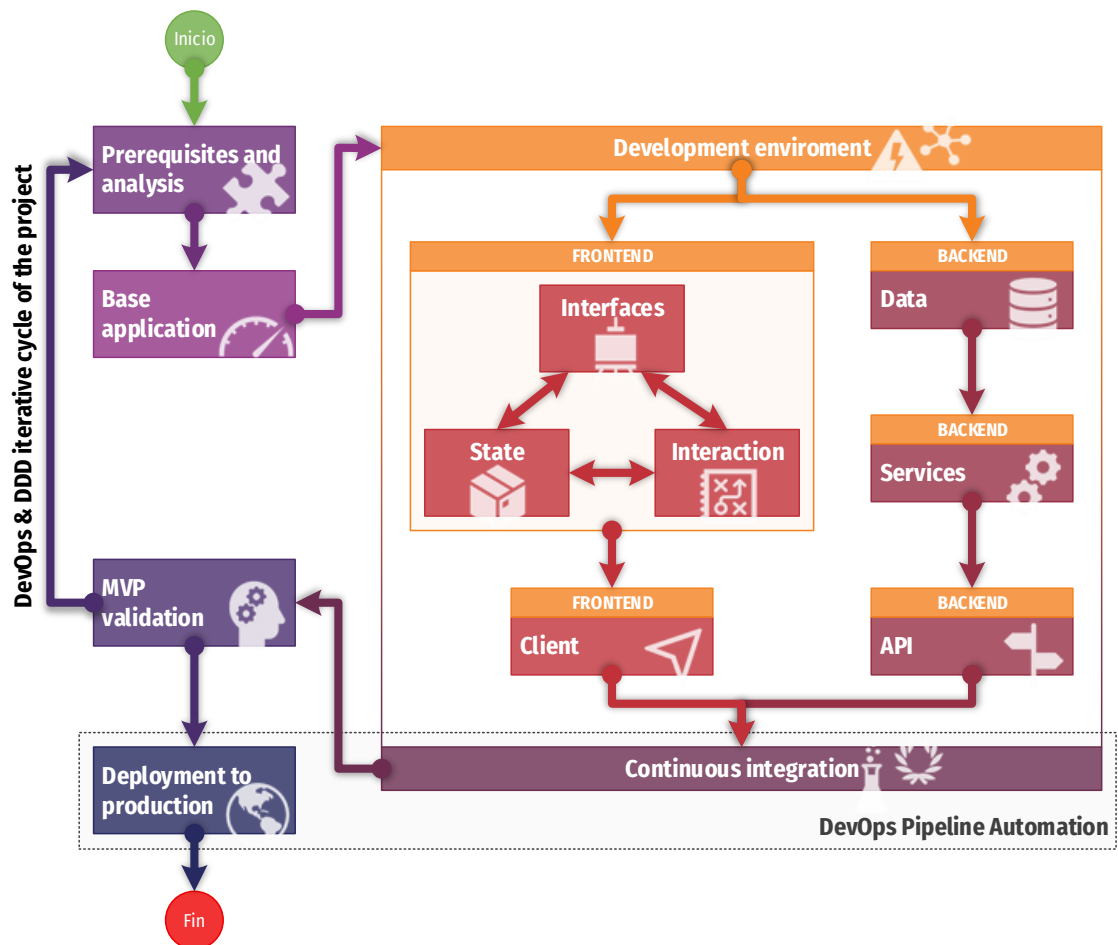 Inicio
DevOps & DDD iterative cycle of the project
Prerequisites and
analysis
Base
application
Development enviroment
FRONTEND
Interfaces
State
Interaction
FRONTEND
Client
BACKEND
Data
BACKEND
Services
BACKEND
API
MVP
validation
Continuous integration
Deployment to
production
DevOps Pipeline Automation
Fin